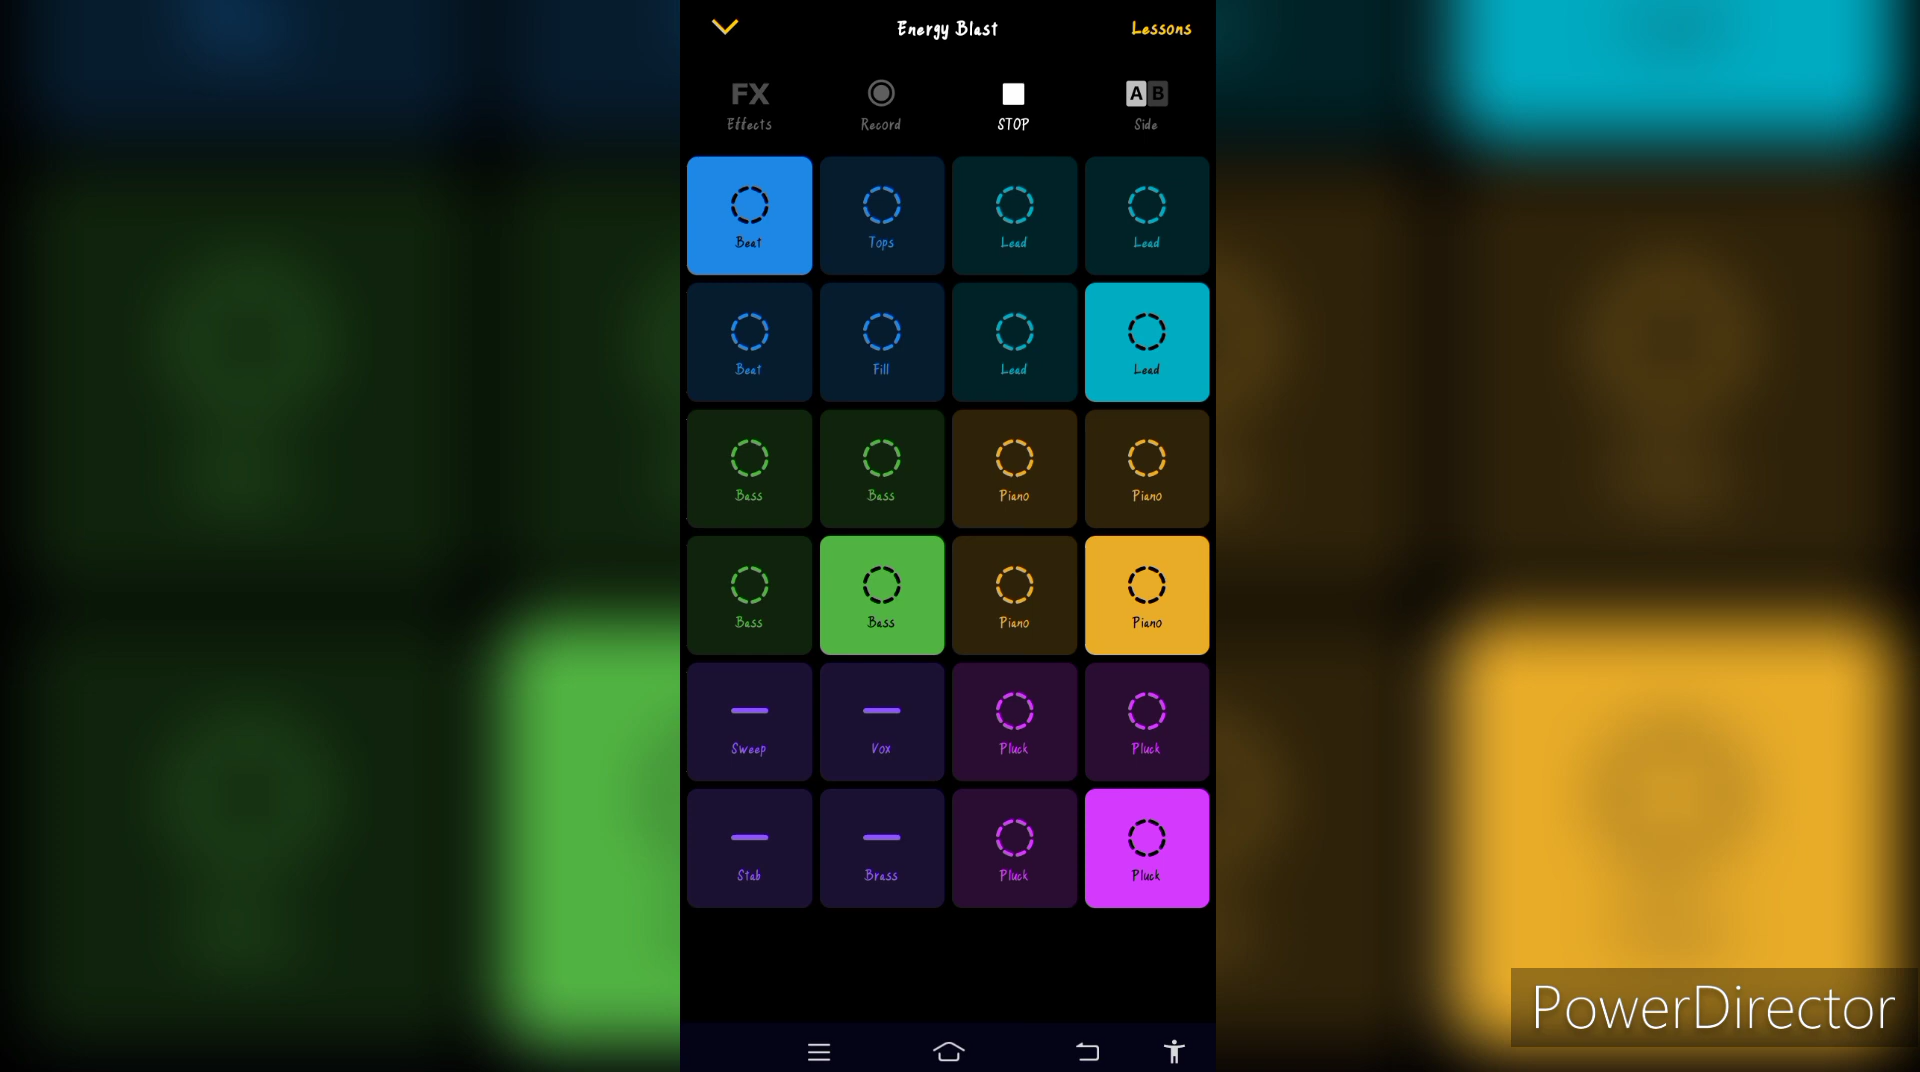 Energy Blast
Lessons
FX
Effects
Record
STOP
A B
Side
Beat
Tops
Lead
Lead
Beat
Fill
Lead
Lead
Bass
Bass
Piano
Piano
Bass
Bass
Piano
Piano
Sweep
Vox
Pluck
Pluck
Stab
Brass
Pluck
Pluck
PowerDirector